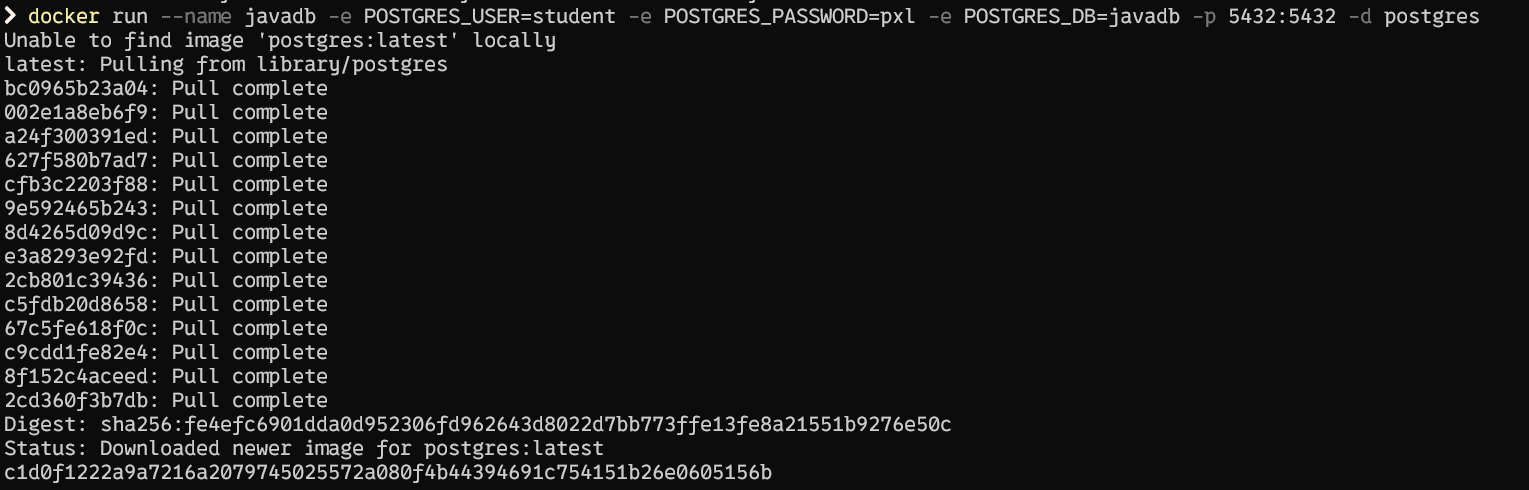 ❯ docker run --name javadb -e POSTGRES_USER=student -e POSTGRES_PASSWORD=pxl -e POSTGRES_DB=javadb -p 5432:5432 -d postgres
Unable to find image 'postgres:latest' locally
latest: Pulling from library/postgres
bc0965b23a04: Pull complete
002e1a8eb6f9: Pull complete
a24f300391ed: Pull complete
627f580b7ad7: Pull complete
cfb3c2203f88: Pull complete
9e592465b243: Pull complete
8d4265d09d9c: Pull complete
e3a8293e92fd: Pull complete
2cb801c39436: Pull complete
c5fdb20d8658: Pull complete
67c5fe618f0c: Pull complete
c9cdd1fe82e4: Pull complete
8f152c4aceed: Pull complete
2cd360f3b7db: Pull complete
Digest: sha256:fe4efc6901dda0d952306fd962643d8022d7bb773ffe13fe8a21551b9276e50c
Status: Downloaded newer image for postgres:latest
c1d0f1222a9a7216a2079745025572a080f4b44394691c754151b26e0605156b